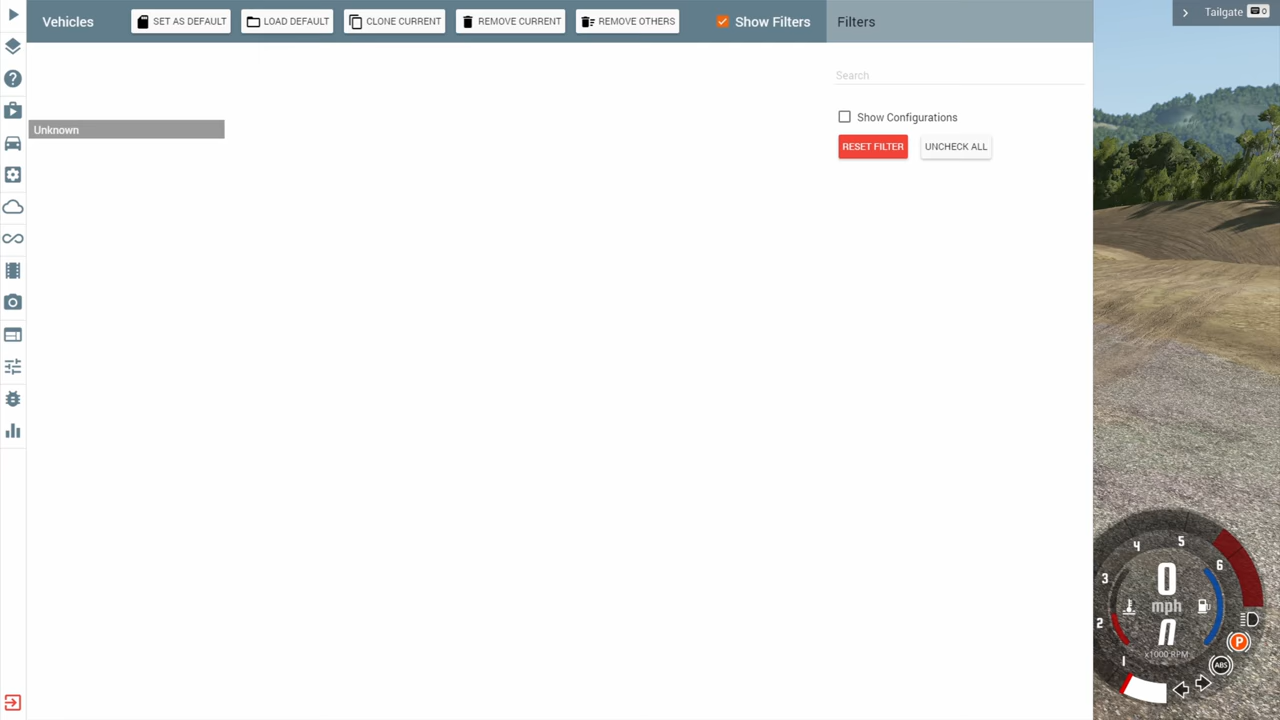 Vehicles
SET AS DEFAULT
LOAD DEFAULT
CLONE CURRENT
REMOVE CURRENT
REMOVE OTHERS
Show Filters
Filters
Tailgate
0
Search
Show Configurations
Unknown
RESET FILTER
UNCHECK ALL
1
2
3
4
5
6
0
mph
n
x1000 RPM
P
ABS